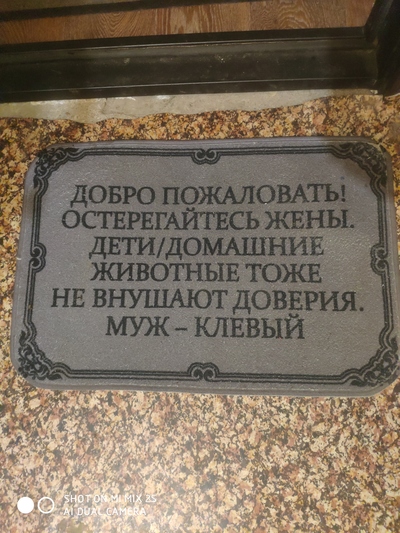 ДОБРО ПОЖАЛОВАТЬ!
ОСТЕРЕГАЙТЕСЬ ЖЕНЫ.
ДЕТИ/ДОМАШНИЕ
ЖИВОТНЫЕ ТОЖЕ
НЕ ВНУШАЮТ ДОВЕРИЯ.
МУЖ – КЛЕВЫЙ
SHOT ON MI MIX 2S
AI DUAL CAMERA